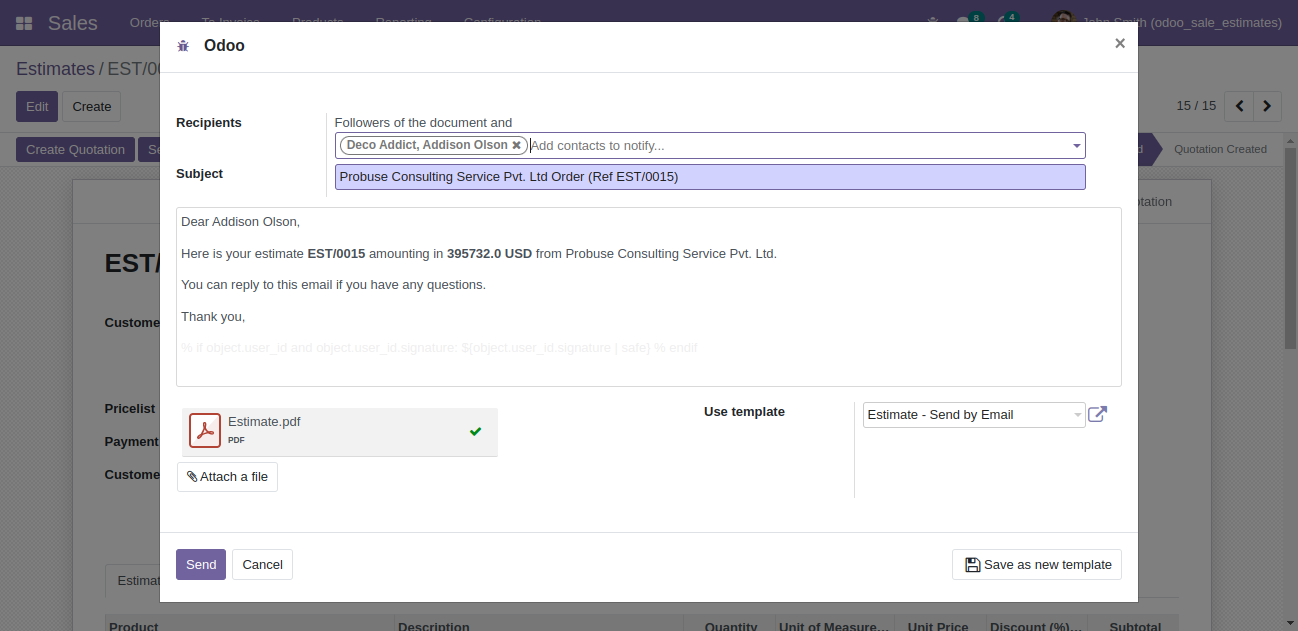 Sales
To Invoice Products Reporting Configuration 8 4 John Smith (odoo_sale_estimates)
Odoo ×
Estimates / EST/00
Edit Create
15 / 15
Create Quotation
Quotation Created
Recipients
Followers of the document and
Deco Addict, Addison Olson ✖ Add contacts to notify...
Subject
Probuse Consulting Service Pvt. Ltd Order (Ref EST/0015)
Dear Addison Olson,
Here is your estimate EST/0015 amounting in 395732.0 USD from Probuse Consulting Service Pvt. Ltd.
You can reply to this email if you have any questions.
Thank you,
% if object.user_id and object.user_id.signature: ${object.user_id.signature | safe} % endif
EST/
Custome
Pricelist
Payment
Custome
Estimate.pdf
PDF
Attach a file
Use template
Estimate - Send by Email
Send Cancel
Save as new template
Estimat
Product Description Quantity Unit of Measure... Unit Price Discount (%)... Subtotal